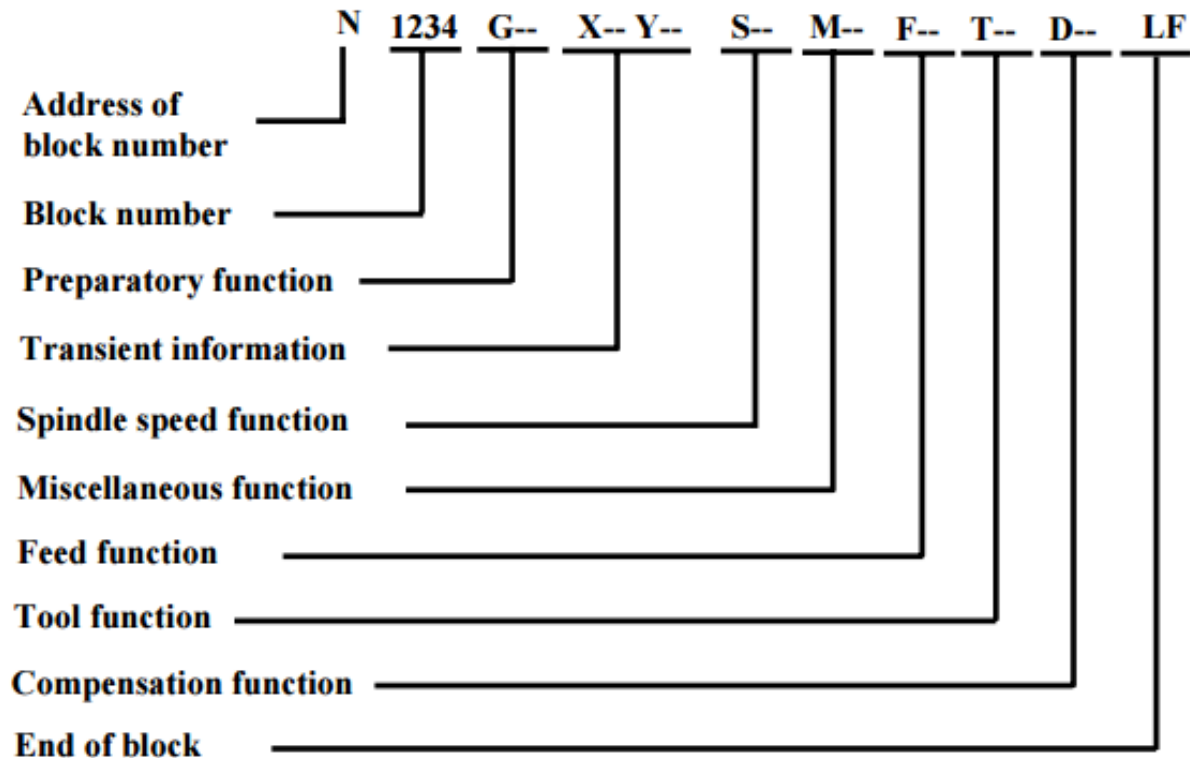 N 1234 G-- X-- Y-- S-- M-- F-- T-- D-- LF
Address of
block number
Block number
Preparatory function
Transient information
Spindle speed function
Miscellaneous function
Feed function
Tool function
Compensation function
End of block